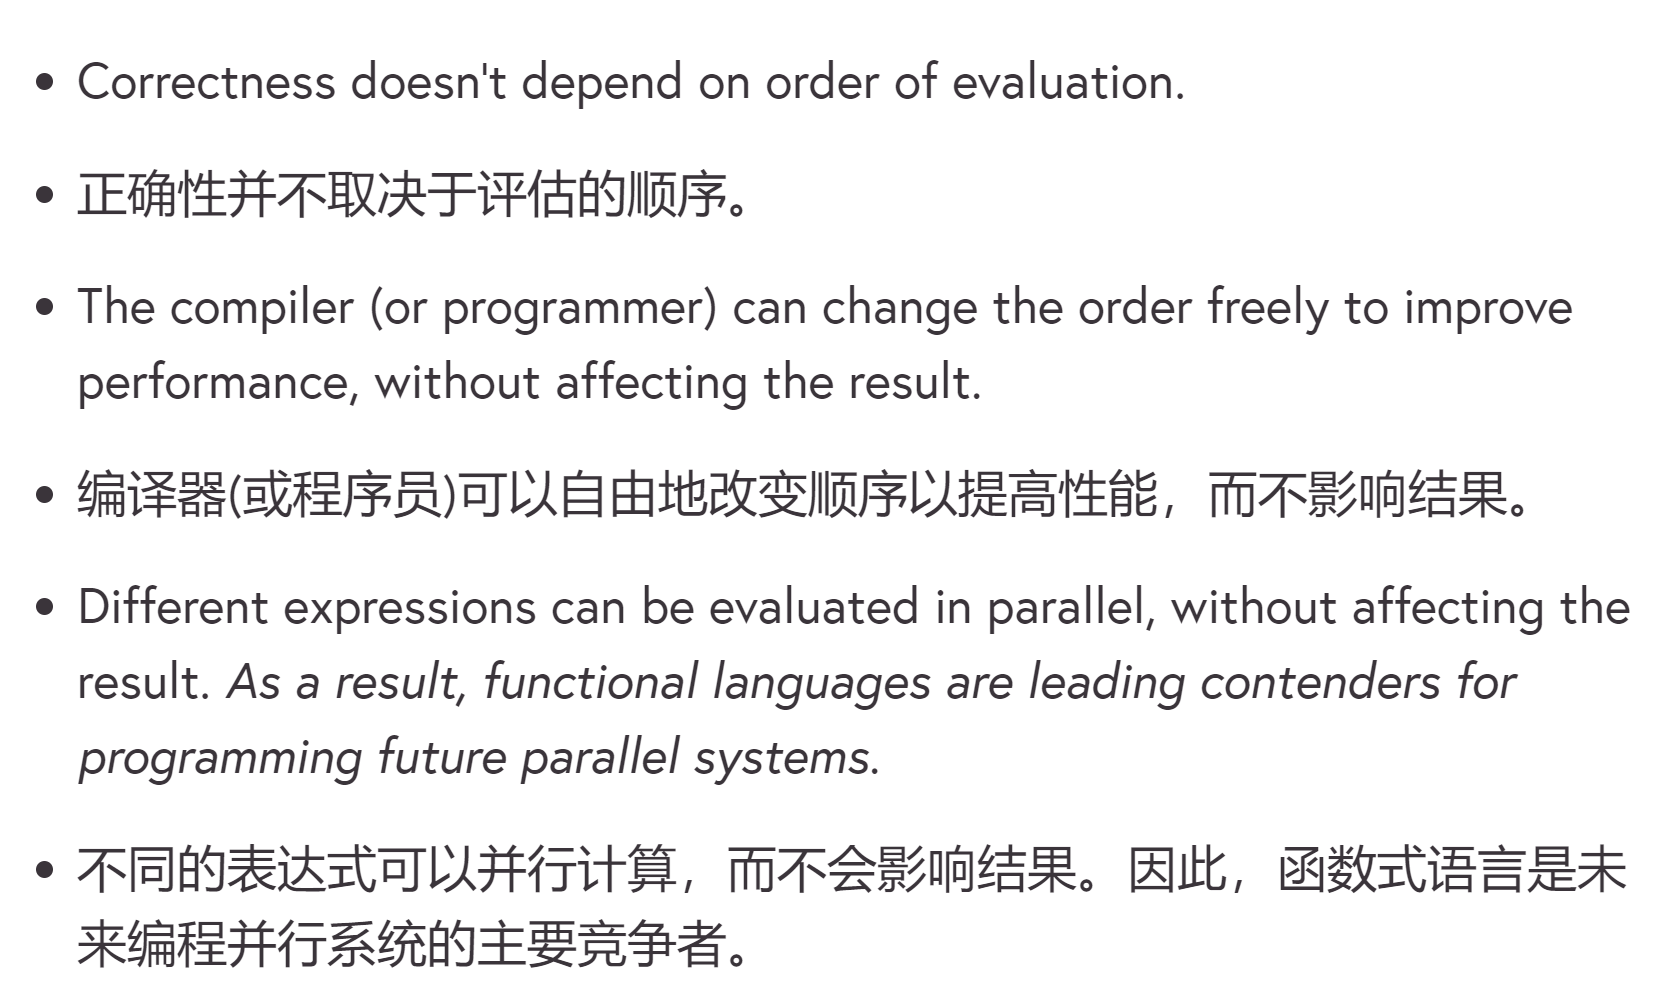 • Correctness doesn't depend on order of evaluation.
• 正确性并不取决于评估的顺序。
• The compiler (or programmer) can change the order freely to improve
performance, without affecting the result.
• 编译器(或程序员)可以自由地改变顺序以提高性能，而不影响结果。
• Different expressions can be evaluated in parallel, without affecting the
result. As a result, functional languages are leading contenders for
programming future parallel systems.
• 不同的表达式可以并行计算，而不会影响结果。因此，函数式语言是未
来编程并行系统的主要竞争者。